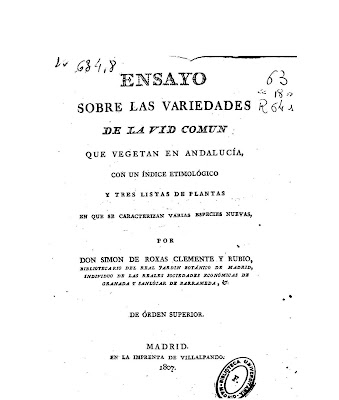 684,8
ENSAYO
63
18
R 64
SOBRE LAS VARIEDADES
DE LA VID COMUN
QUE VEGETAN EN ANDALUCÍA,
CON UN ÍNDICE ETIMOLÓGICO
Y TRES LISTAS DE PLANTAS
EN QUE SE CARACTERIZAN VARIAS ESPECIES NUEVAS,
POR
DON SIMON DE ROXAS CLEMENTE Y RUBIO,
BIBLIOTECARIO DEL REAL JARDIN BOTÁNICO DE MADRID,
INDIVIDUO DE LAS REALES SOCIEDADES ECONÓMICAS DE
GRANADA Y SANLÚCAR DE BARRAMEDA, &c.
DE ÓRDEN SUPERIOR.
MADRID.
EN LA IMPRENTA DE VILLALPANDO.
1807.
BIBLIOTECA